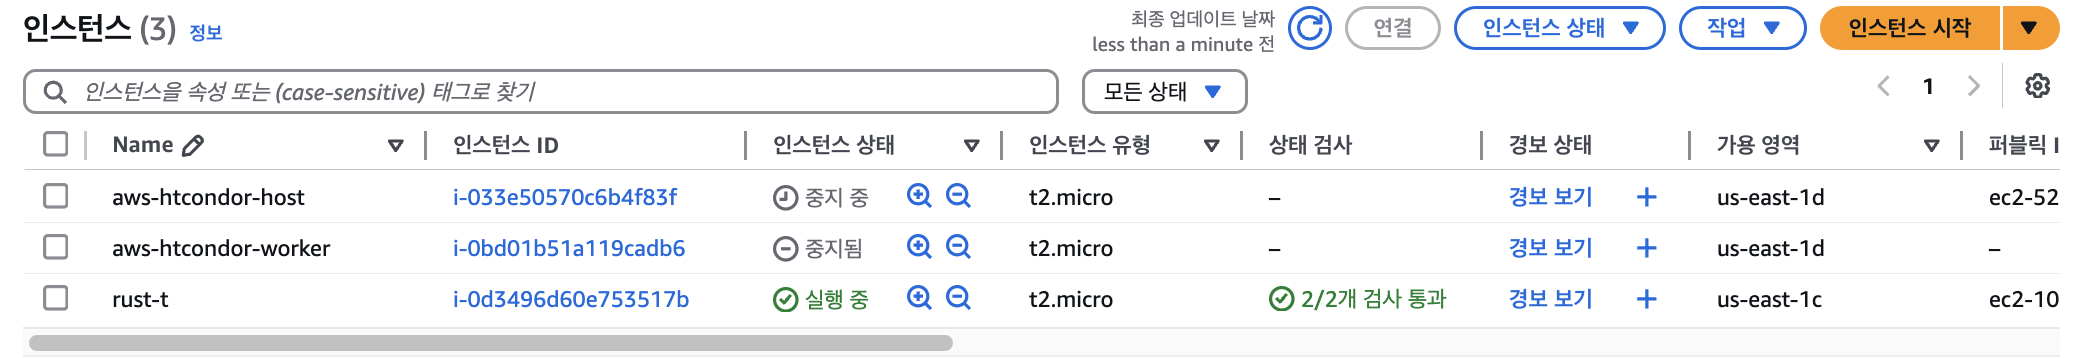 인스턴스 (3) 정보
최종 업데이트 날짜
less than a minute 전
연결
인스턴스 상태
작업
인스턴스 시작
인스턴스을 속성 또는 (case-sensitive) 태그로 찾기
모든 상태
1
Name 인스턴스 ID 인스턴스 상태 인스턴스 유형 상태 검사 경보 상태 가용 영역 퍼블릭 I
aws-htcondor-host i-033e50570c6b4f83f 중지 중 t2.micro – 경보 보기 + us-east-1d ec2-52
aws-htcondor-worker i-0bd01b51a119cadb6 중지됨 t2.micro – 경보 보기 + us-east-1d –
rust-t i-0d3496d60e753517b 실행 중 t2.micro 2/2개 검사 통과 경보 보기 + us-east-1c ec2-10